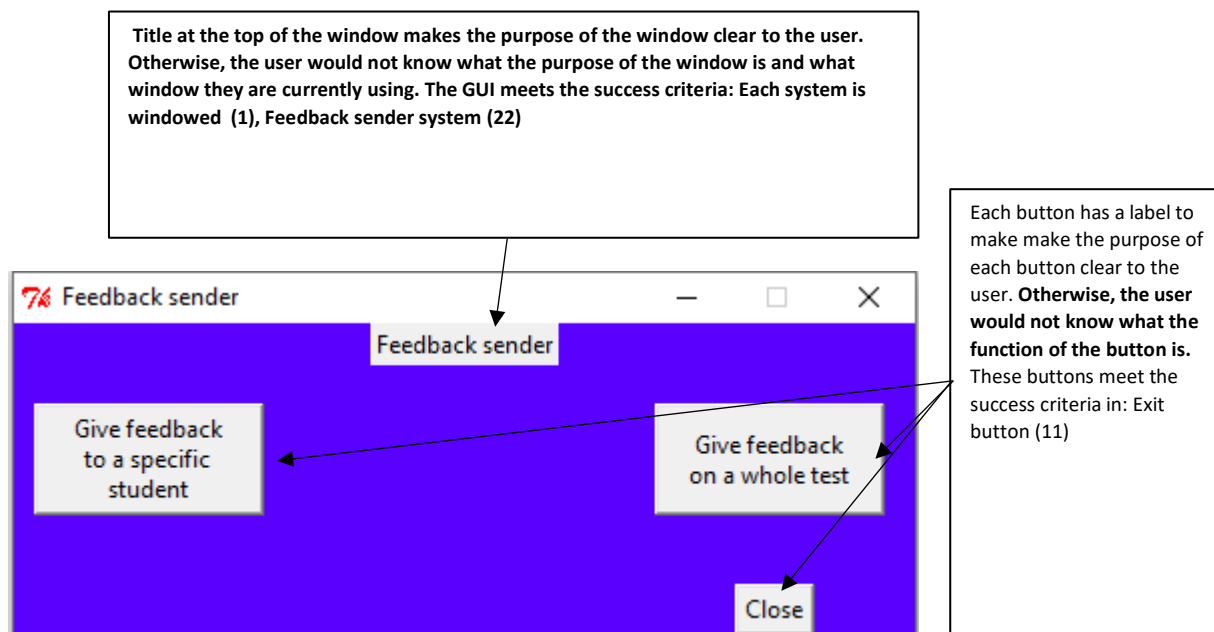 Title at the top of the window makes the purpose of the window clear to the user.
Otherwise, the user would not know what the purpose of the window is and what
window they are currently using. The GUI meets the success criteria: Each system is
windowed (1), Feedback sender system (22)
Each button has a label to
make make the purpose of
each button clear to the
user. Otherwise, the user
would not know what the
function of the button is.
These buttons meet the
success criteria in: Exit
button (11)
Feedback sender
Feedback sender
Give feedback
to a specific
student
Give feedback
on a whole test
Close